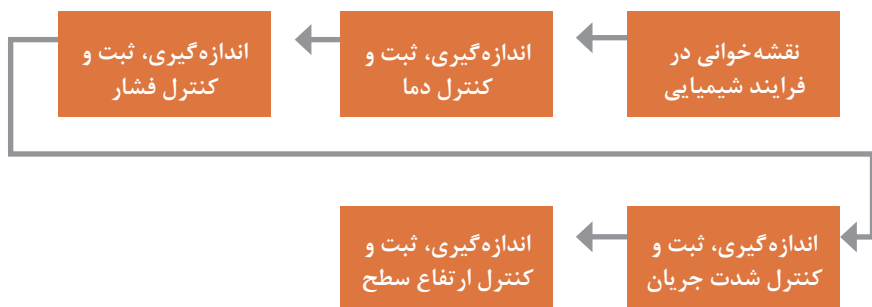 نقشه‌خوانی در
فرایند شیمیایی
اندازه‌گیری، ثبت و
کنترل دما
اندازه‌گیری، ثبت و
کنترل فشار
اندازه‌گیری، ثبت و
کنترل شدت جریان
اندازه‌گیری، ثبت و
کنترل ارتفاع سطح